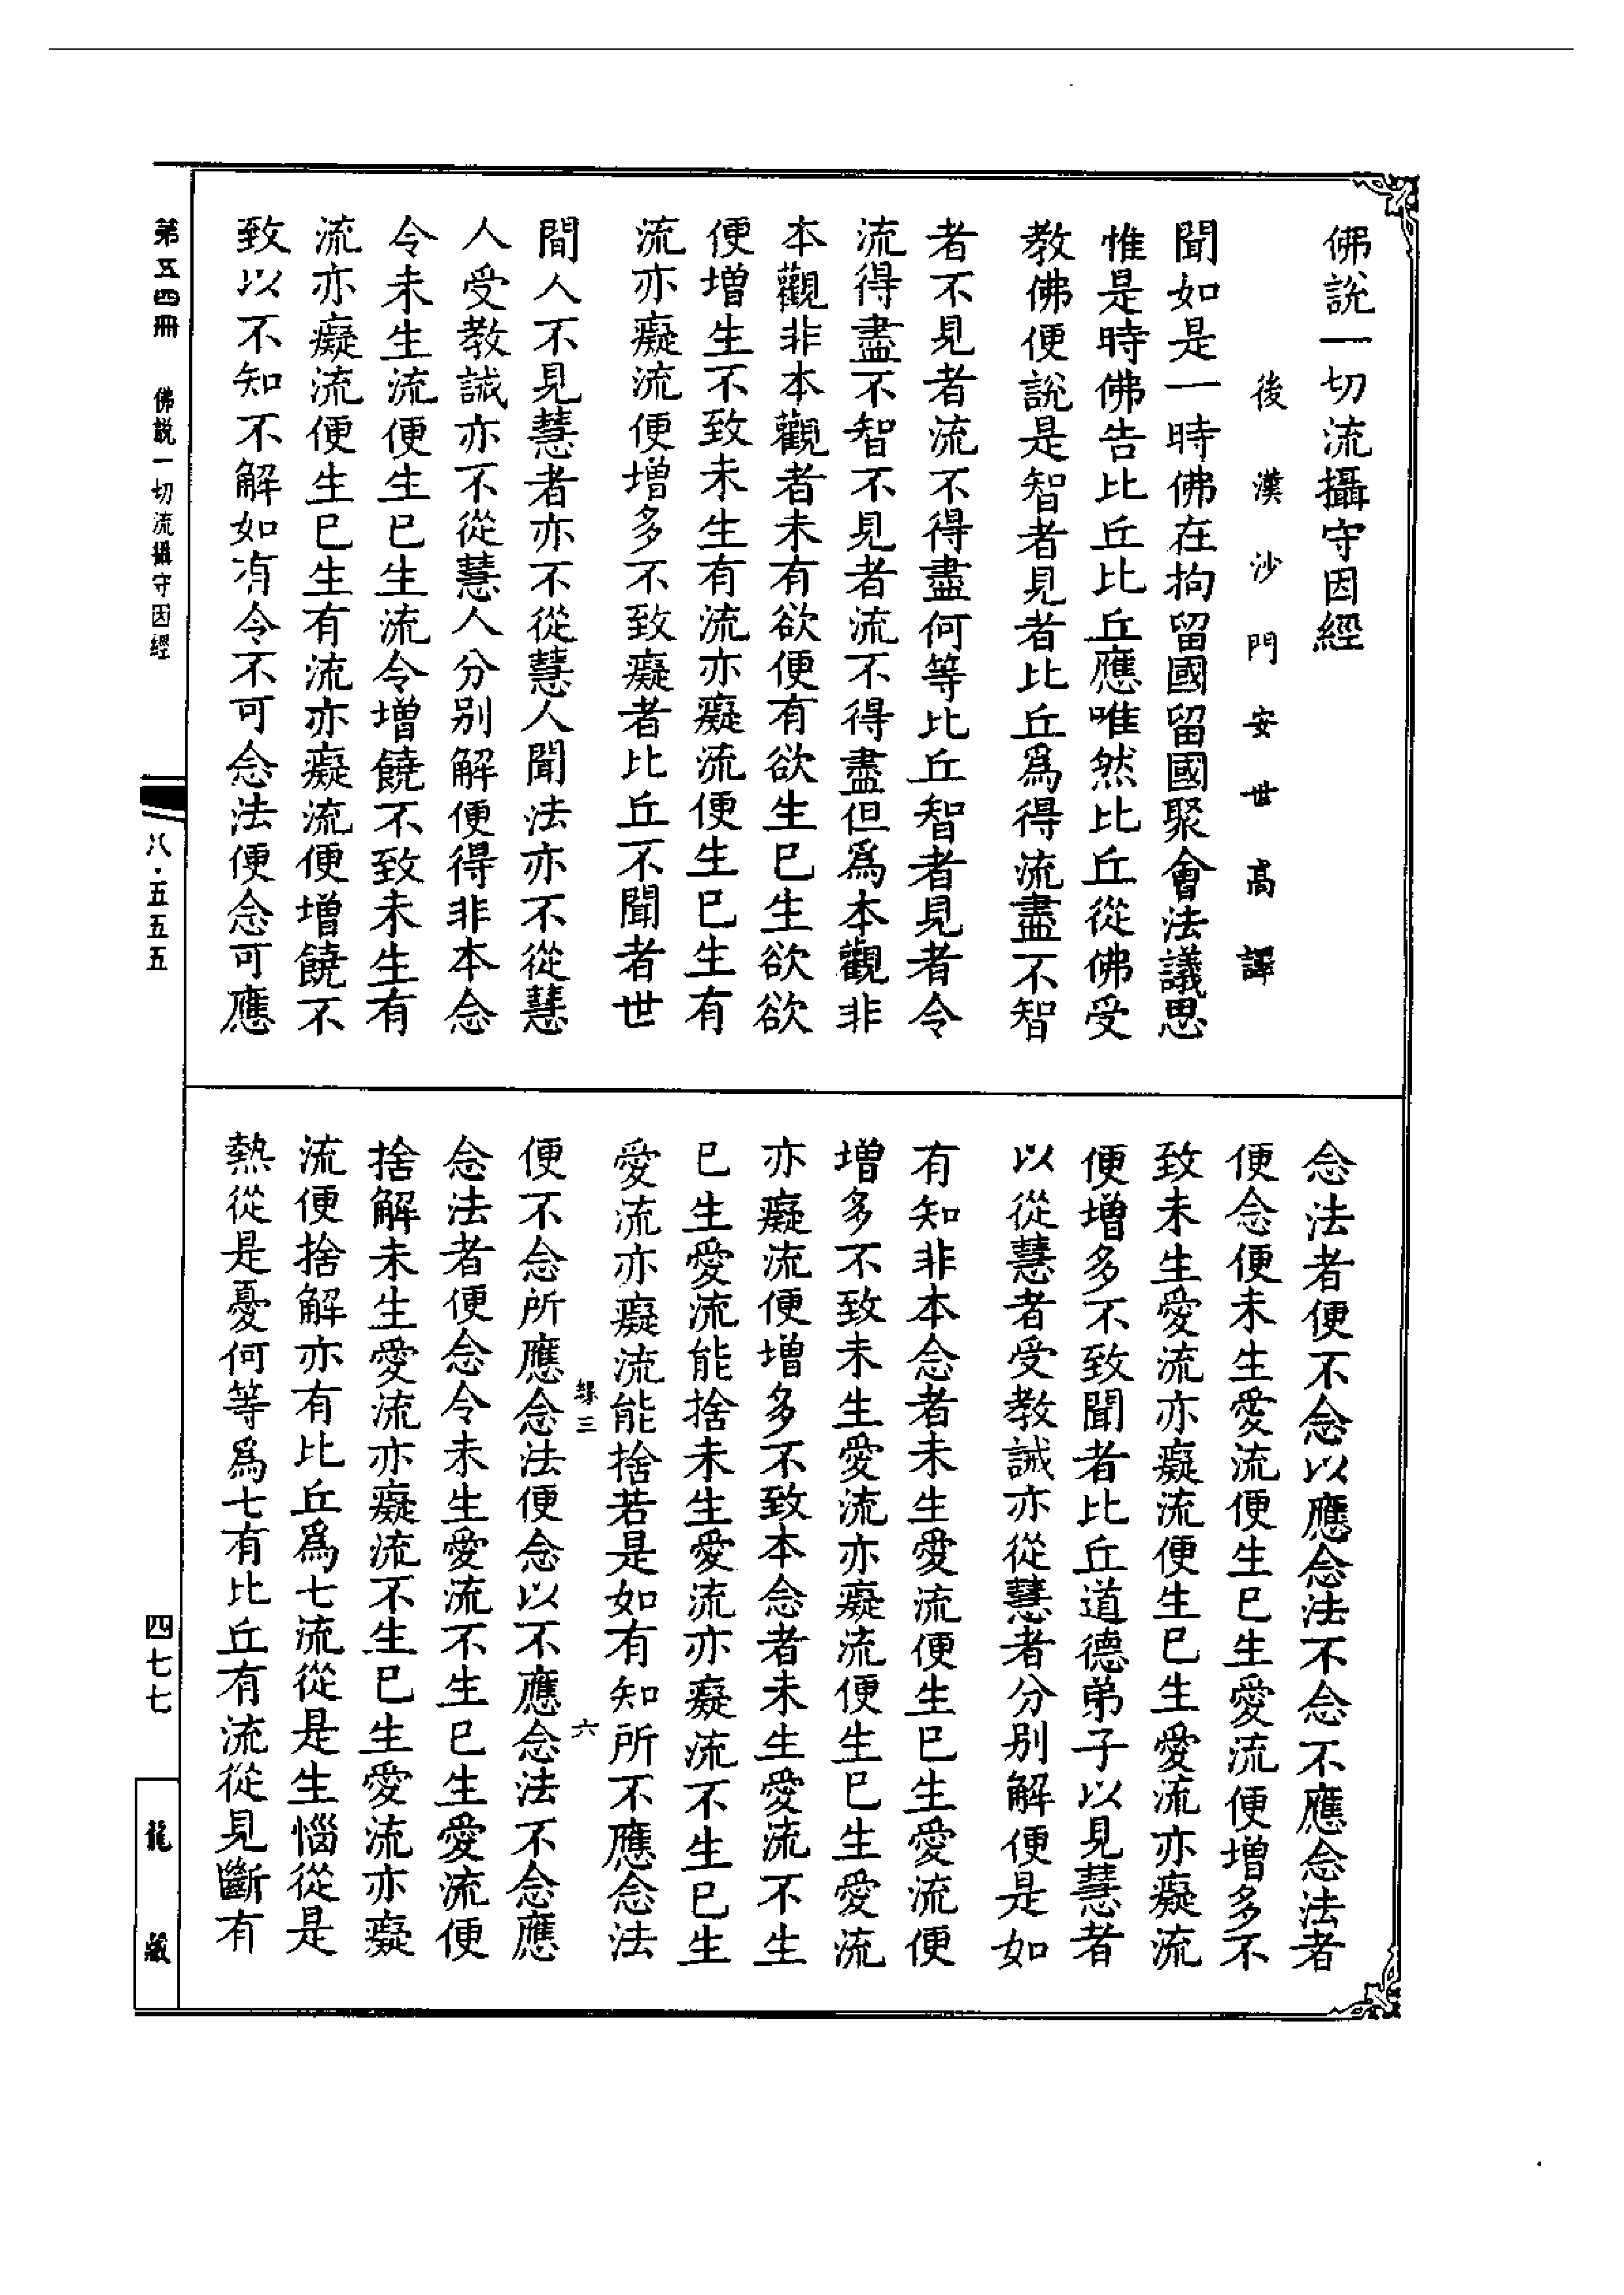 佛說一切流攝守因經
後漢沙門安世高譯
聞如是一時佛在拘留國留國聚會法議思
惟是時佛告比丘比丘應唯然比丘從佛受
教佛便說是智者見者比丘爲得流盡不智
者不見者流不得盡何等比丘智者見者令
流得盡不智不見者流不得盡但爲本觀非
本觀非本觀者未有欲便有欲生已生欲欲
便增生不致未生有流亦癡流便生已生有
流亦癡流便增多不致癡者比丘不聞者世
間人不見慧者亦不從慧人聞法亦不從慧
人受教誡亦不從慧人分别解便得非本念
令未生流便生已生流令增饒不致未生有
流亦癡流便生已生有流亦癡流便增饒不
致以不知不解如有令不可念法便念可應
念法者便不念以應念法不念不應念法者
便念便未生愛流便生已生愛流便增多不
致未生愛流亦癡流便生已生愛流亦癡流
便增多不致聞者比丘道德弟子以見慧者
以從慧者受教誡亦從慧者分别解便是如
有知非本念者未生愛流便生已生愛流便
增多不致未生愛流亦癡流便生已生愛流
亦癡流便增多不致本念者未生愛流不生
已生愛流能捨未生愛流亦癡流不生已生
愛流亦癡流能捨若是如有知所不應念法
緣三 六
便不念所應念法便念以不應念法不念應
念法者便念令未生愛流不生已生愛流便
捨解未生愛流亦癡流不生已生愛流亦癡
流便捨解亦有比丘爲七流從是生惱從是
熱從是憂何等爲七有比丘有流從見斷有
第五四冊 佛說一切流攝守因經
八·五五五
四七七
龍藏